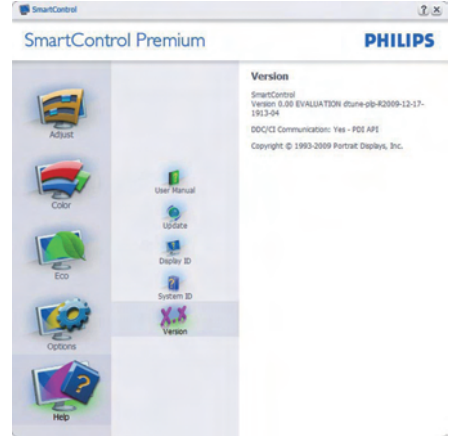 SmartControl
SmartControl Premium
PHILIPS
Adjust
Color
Eco
Options
Help
User Manual
Update
Display ID
System ID
X.X
Version
Version
SmartControl
Version 0.00 EVALUATION dtune-plp-R2009-12-17-
1913-04
DDC/CI Communication: Yes - PDI API
Copyright © 1993-2009 Portrait Displays, Inc.